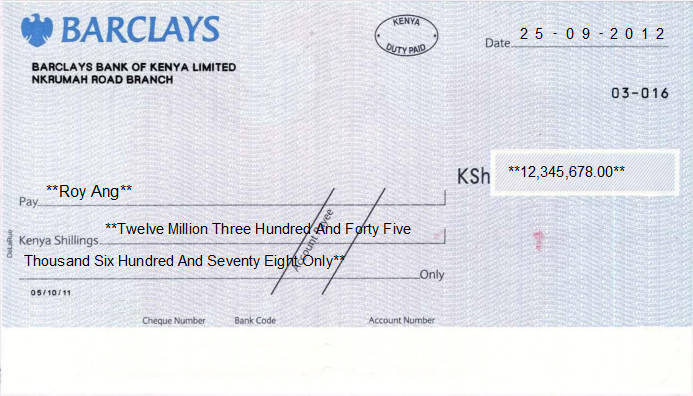 BARCLAYS
BARCLAYS BANK OF KENYA LIMITED
NKRUMAH ROAD BRANCH
KENYA
DUTY PAID
Date 25-09-2012
03-016
KSh **12,345,678.00**
Pay **Roy Ang**
Kenya Shillings **Twelve Million Three Hundred And Forty Five
Thousand Six Hundred And Seventy Eight Only** Only
Account Payee
DeLaRue
05/10/11
Cheque Number Bank Code Account Number